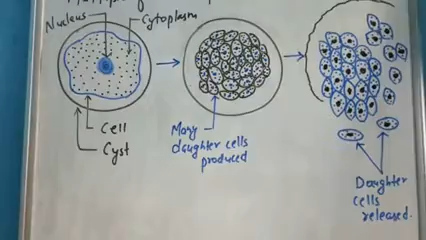 Nucleus
Cytoplasm
Cell
Cyst
Many
daughter cells
produced
Daughter
cells
released.